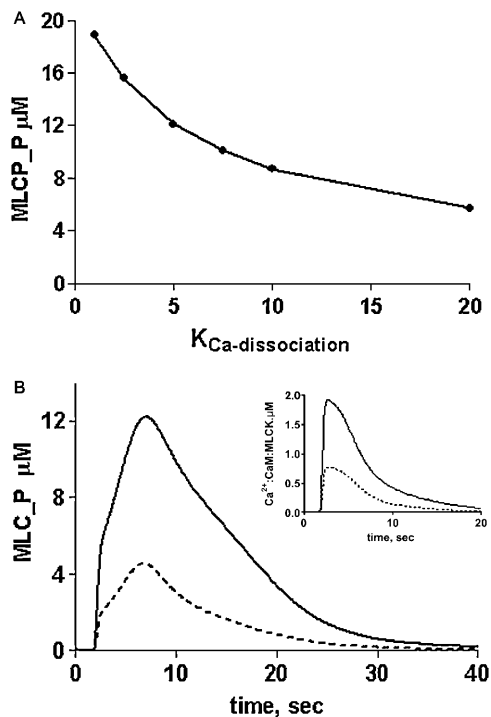 A
MLCP_P μM
20
16
12
8
4
0
0 5 10 15 20
K Ca-dissociation
B
MLC_P μM
12
8
4
0
0 10 20 30 40
time, sec
Ca2+:CaM:MLCK.μM
2.0
1.5
1.0
0.5
0.0
0 10 20
time, sec